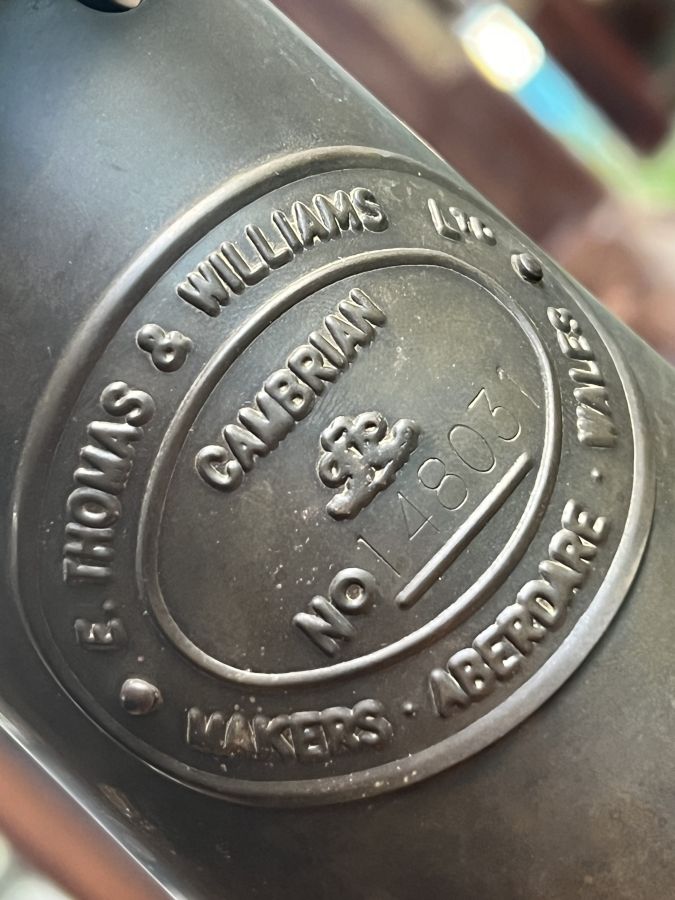 E. THOMAS & WILLIAMS LTD
CAMBRIAN
No 148031
MAKERS · ABERDARE · WALES